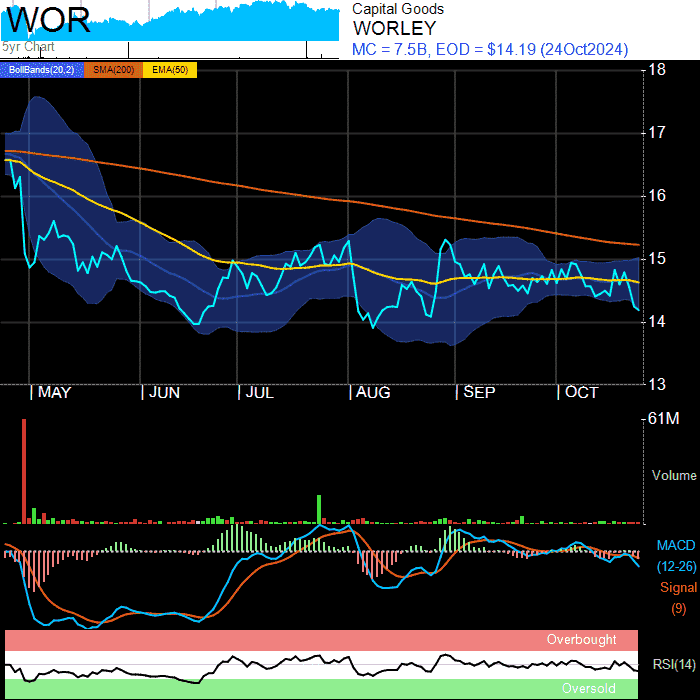 WOR
5yr Chart
Capital Goods
WORLEY
MC = 7.5B, EOD = $14.19 (24Oct2024)
BollBands(20,2) SMA(200) EMA(50)
18
17
16
15
14
13
MAY JUN JUL AUG SEP OCT
61M
Volume
MACD
(12-26)
Signal
(9)
Overbought
RSI(14)
Oversold